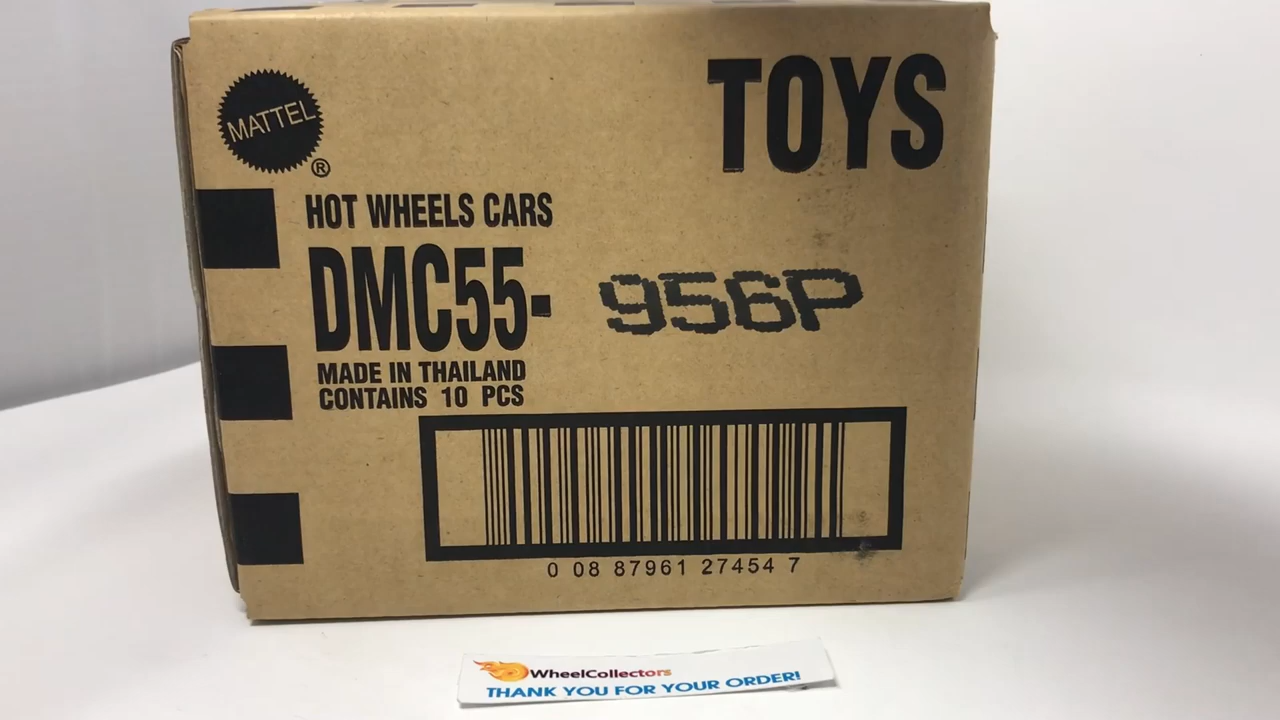 MATTEL
®
TOYS
HOT WHEELS CARS
DMC55- 956P
MADE IN THAILAND
CONTAINS 10 PCS
0 08 87961 27454 7
WheelCollectors
THANK YOU FOR YOUR ORDER!